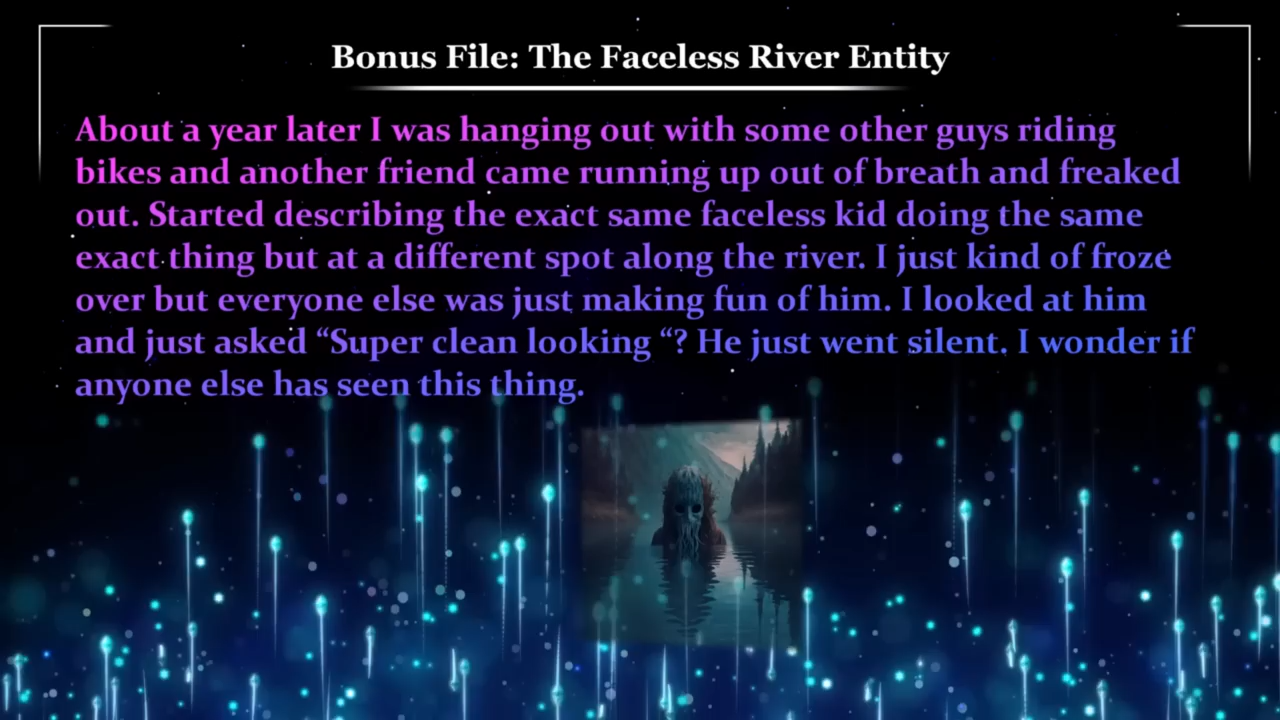 Bonus File: The Faceless River Entity
About a year later I was hanging out with some other guys riding
bikes and another friend came running up out of breath and freaked
out. Started describing the exact same faceless kid doing the same
exact thing but at a different spot along the river. I just kind of froze
over but everyone else was just making fun of him. I looked at him
and just asked “Super clean looking “? He just went silent. I wonder if
anyone else has seen this thing.